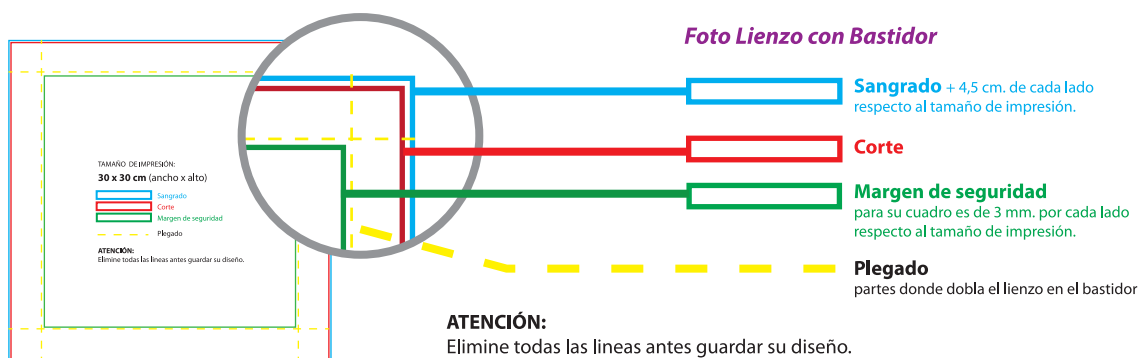 Foto Lienzo con Bastidor
Sangrado + 4,5 cm. de cada lado
respecto al tamaño de impresión.
Corte
Margen de seguridad
para su cuadro es de 3 mm. por cada lado
respecto al tamaño de impresión.
Plegado
partes donde dobla el lienzo en el bastidor
TAMAÑO DE IMPRESIÓN:
30 x 30 cm (ancho x alto)
Sangrado
Corte
Margen de seguridad
Plegado
ATENCIÓN:
Elimine todas las lineas antes guardar su diseño.
ATENCIÓN:
Elimine todas las lineas antes guardar su diseño.